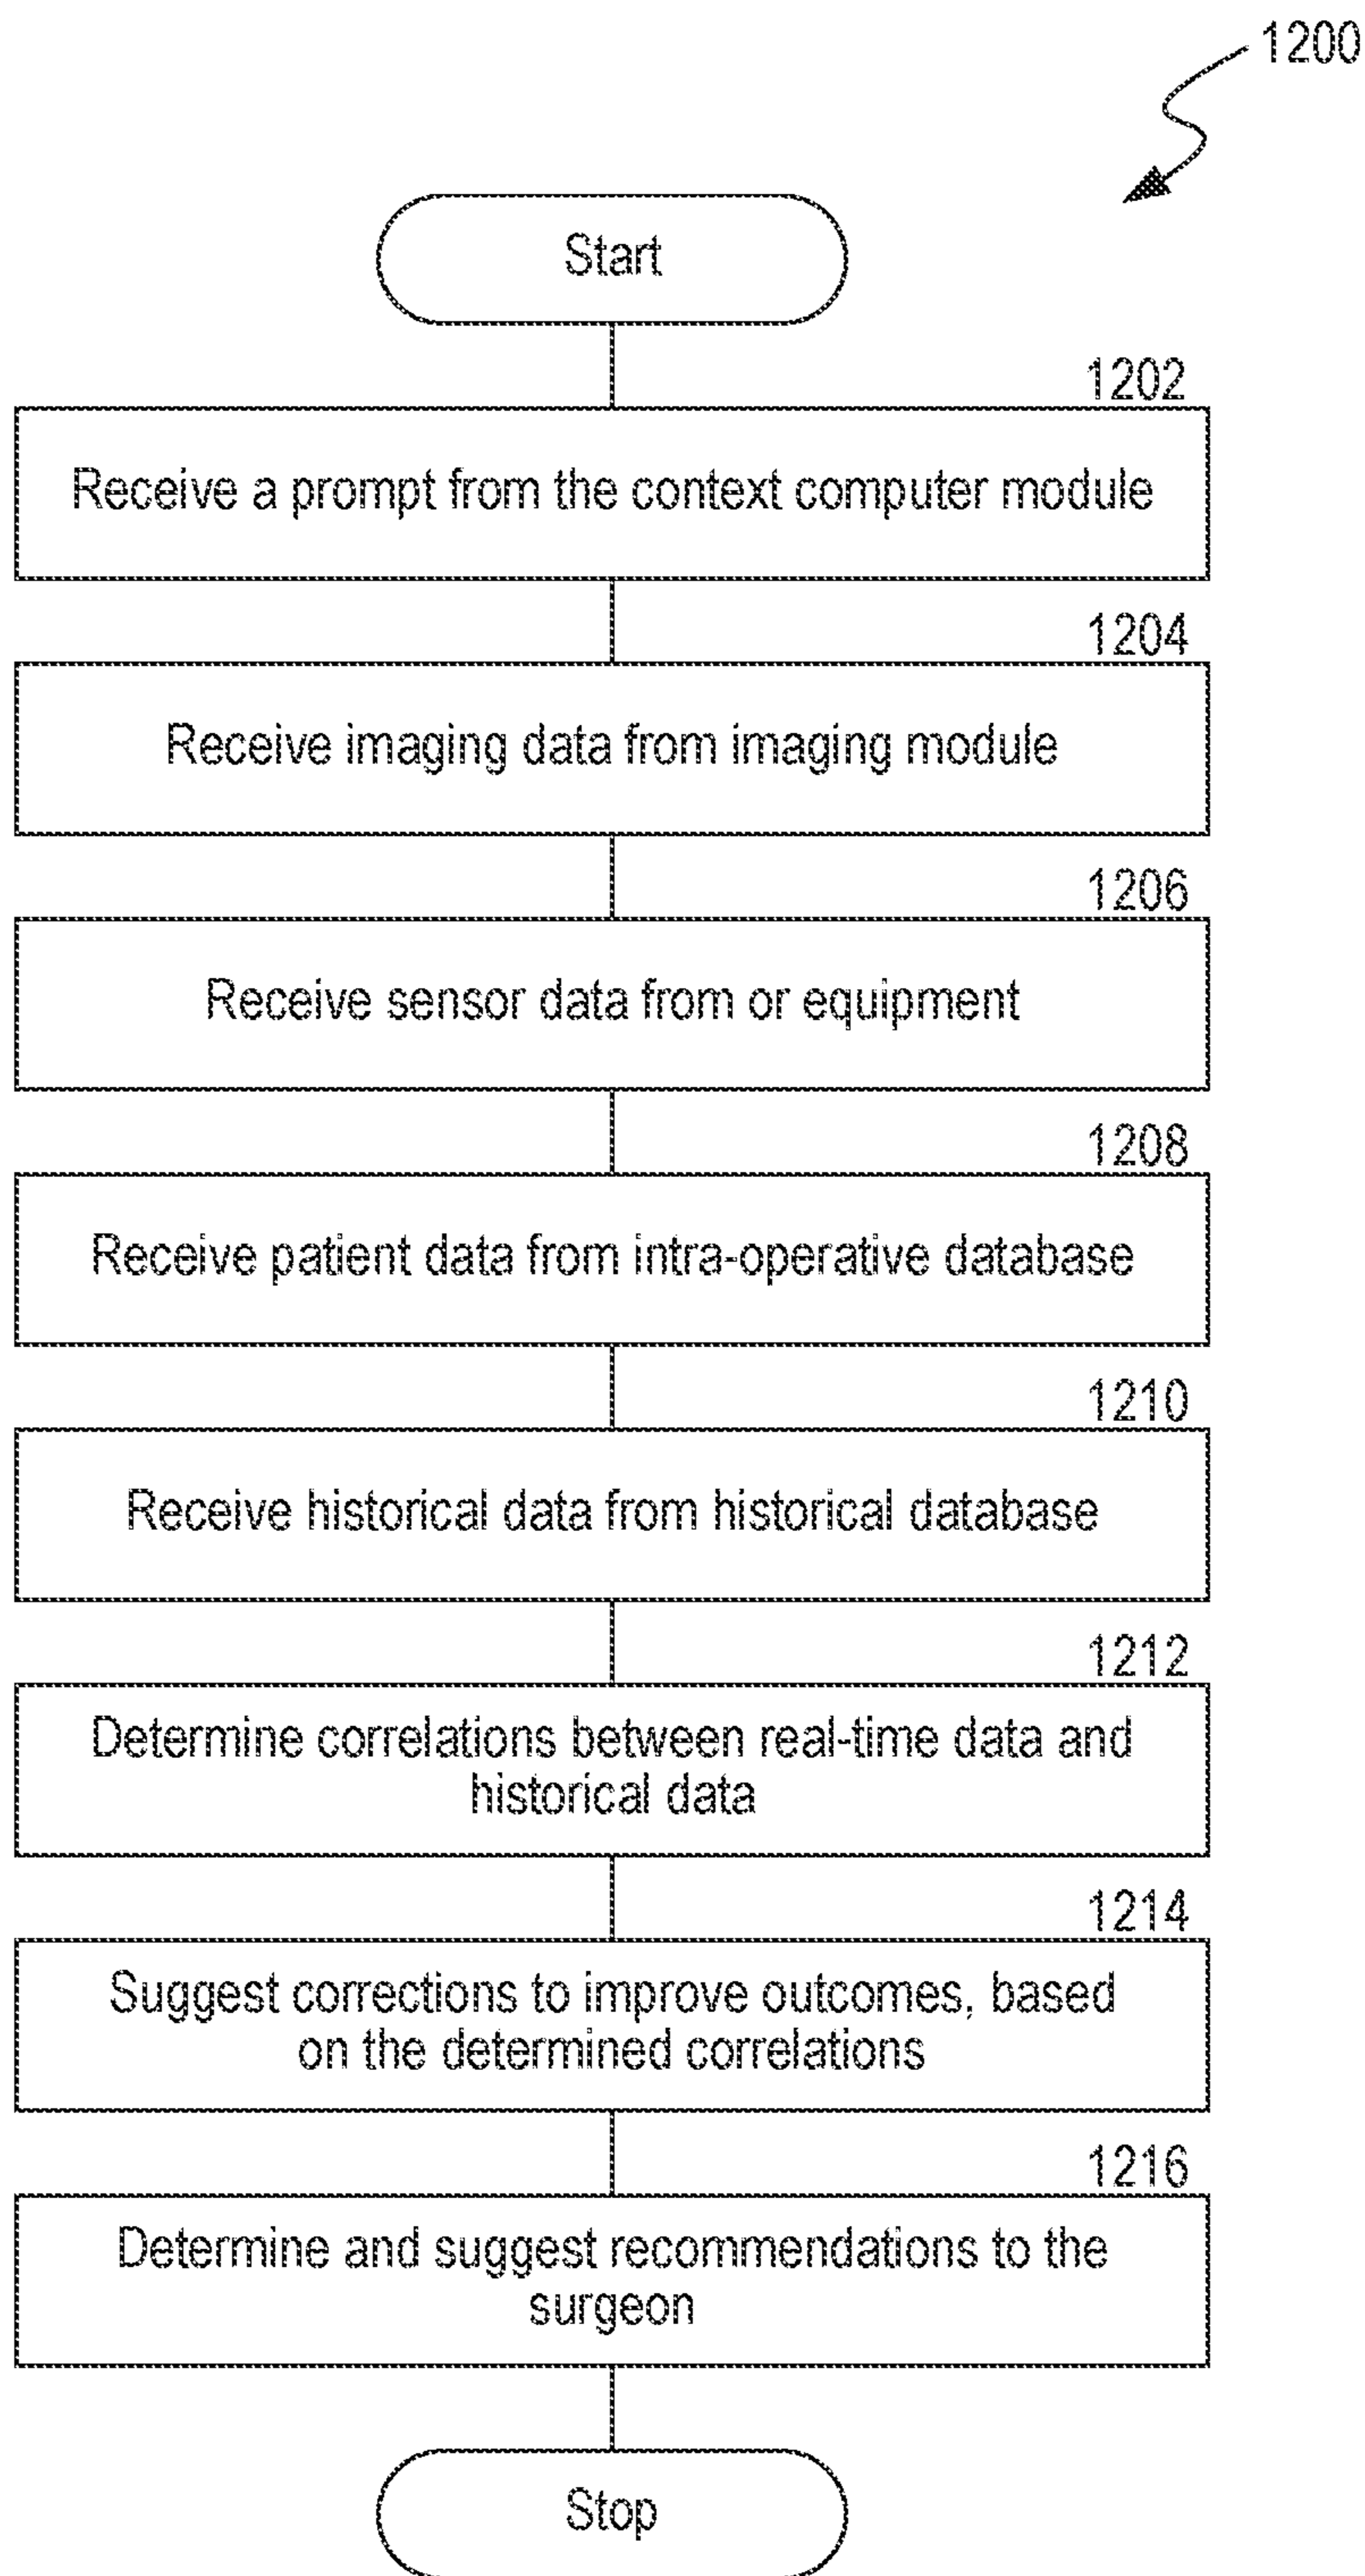 1200
Start
1202
Receive a prompt from the context computer module
1204
Receive imaging data from imaging module
1206
Receive sensor data from or equipment
1208
Receive patient data from intra-operative database
1210
Receive historical data from historical database
1212
Determine correlations between real-time data and
historical data
1214
Suggest corrections to improve outcomes, based
on the determined correlations
1216
Determine and suggest recommendations to the
surgeon
Stop